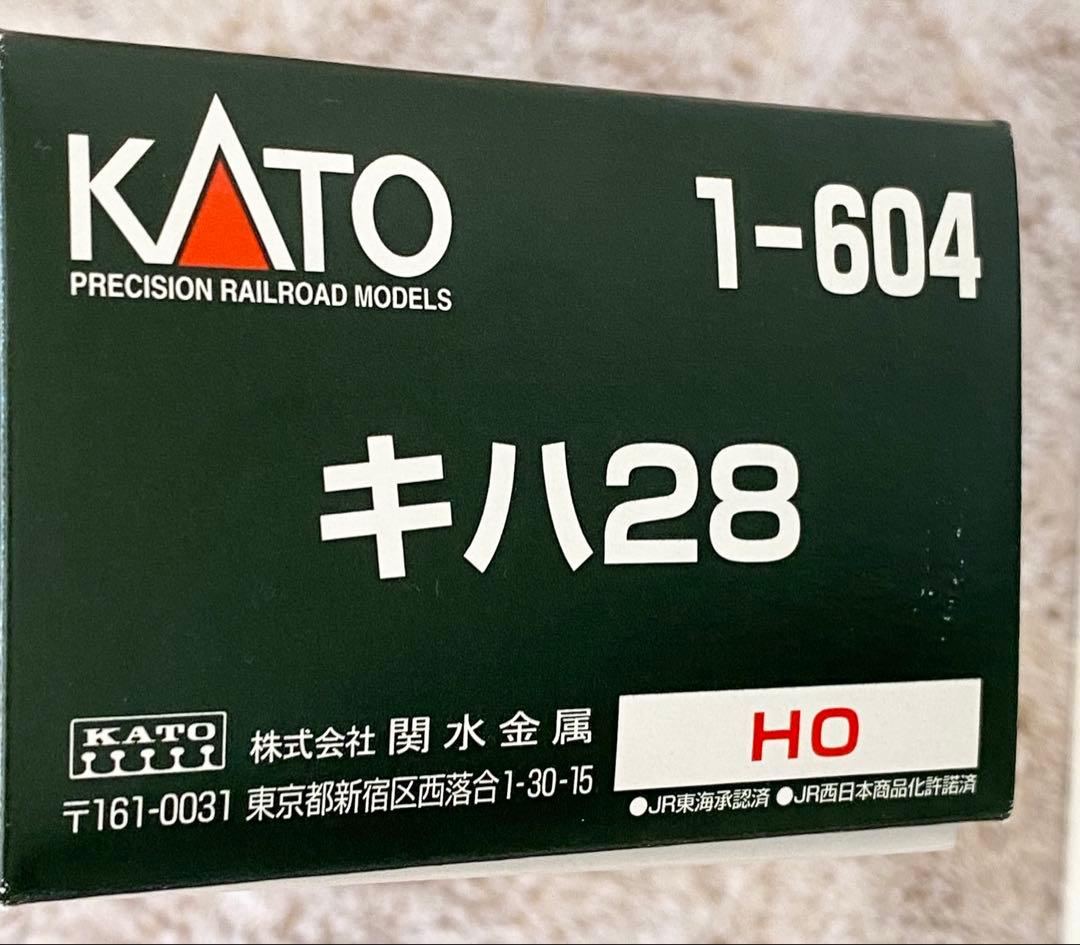 KATO
PRECISION RAILROAD MODELS
1-604
キハ28
KATO 株式会社 関水金属
〒161-0031 東京都新宿区西落合1-30-15
HO
●JR東海承認済 ●JR西日本商品化許諾済